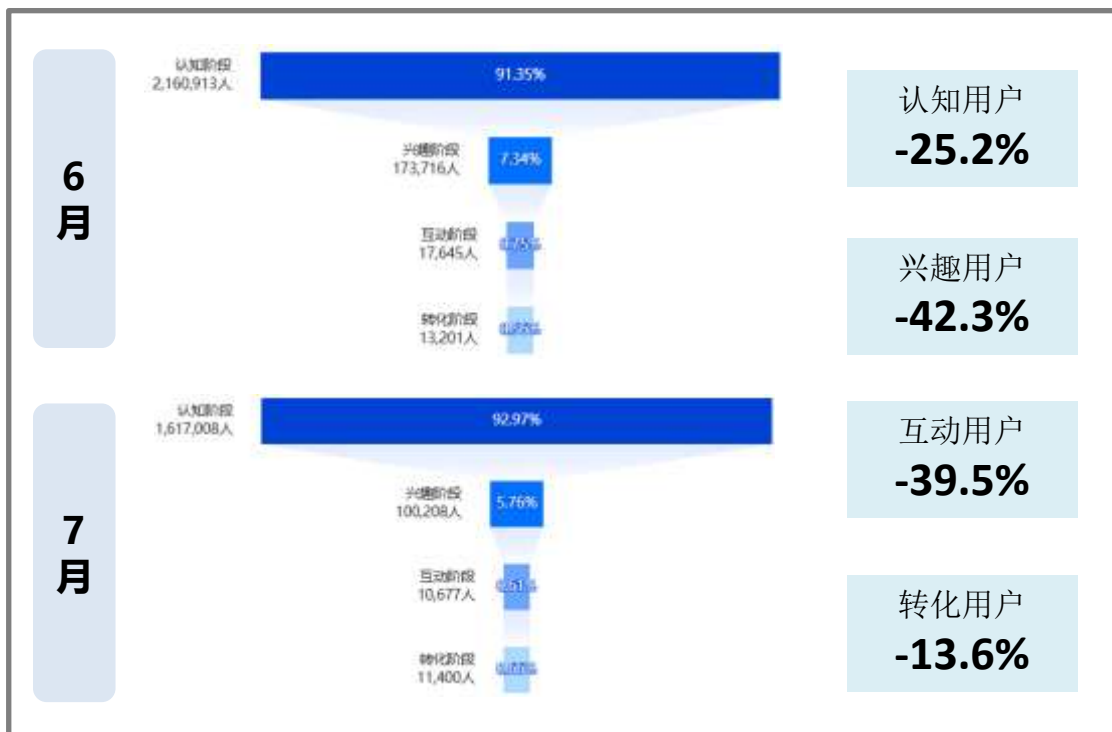 6
月
认知阶段
2,160,913人
91.35%
兴趣阶段
173,716人
7.34%
互动阶段
17,645人
转化阶段
13,201人
认知用户
-25.2%
兴趣用户
-42.3%
7
月
认知阶段
1,617,008人
92.97%
兴趣阶段
100,208人
5.76%
互动阶段
10,677人
转化阶段
11,400人
互动用户
-39.5%
转化用户
-13.6%